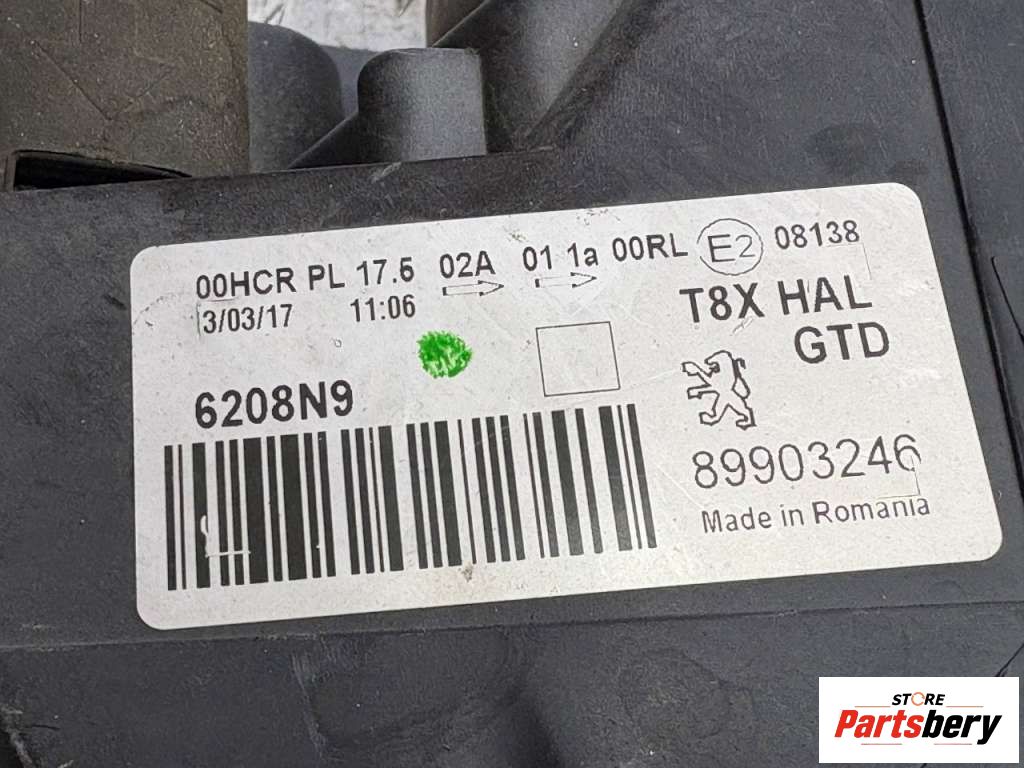 00HCR PL 17.5 02A 01 1a 00RL E2 08138
3/03/17 11:06
T8X HAL
GTD
6208N9
89903246
Made in Romania
STORE
Partsbery